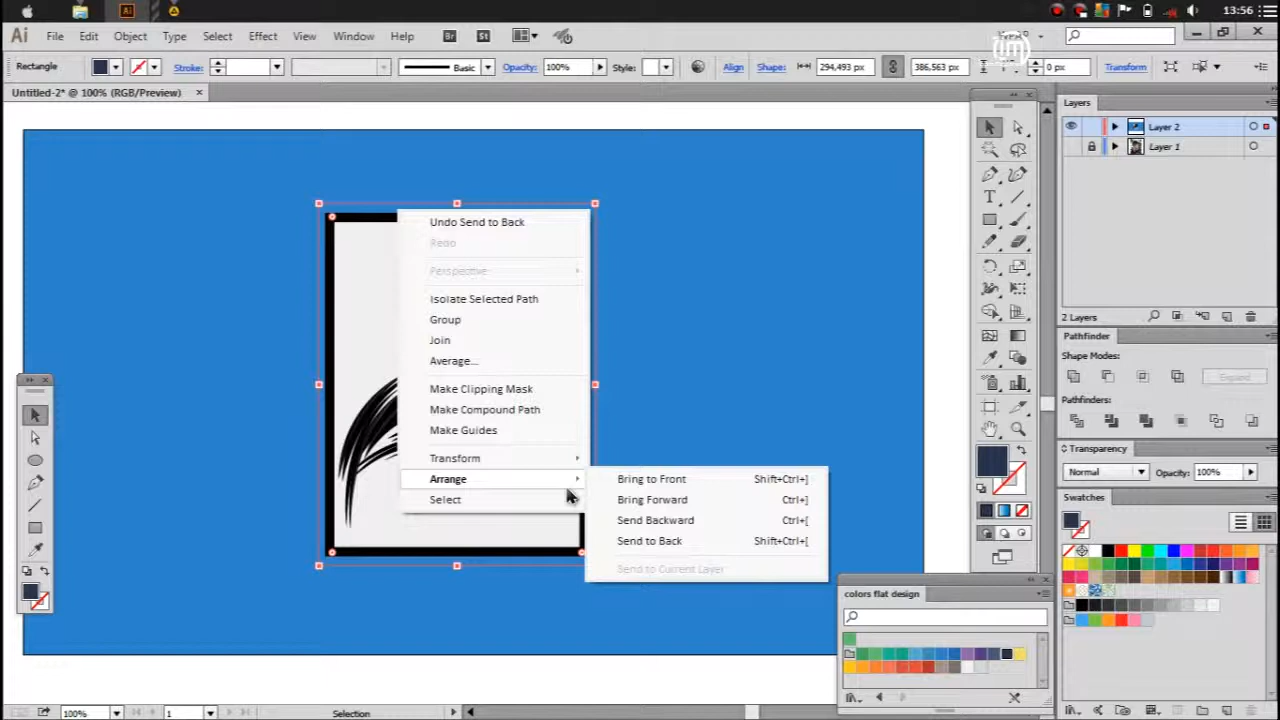 13:56
Ai File Edit Object Type Select Effect View Window Help Br St
Rectangle Stroke: Basic Opacity: 100% Style: Align Shape: 294,493 px 386,563 px 0 px Transform
Untitled-2* @ 100% (RGB/Preview) ×
Layers
Layer 2
Layer 1
2 Layers
Undo Send to Back
Redo
Perspective
Isolate Selected Path
Group
Join
Average...
Make Clipping Mask
Make Compound Path
Make Guides
Transform
Arrange
Select
Bring to Front Shift+Ctrl+]
Bring Forward Ctrl+]
Send Backward Ctrl+[
Send to Back Shift+Ctrl+[
Send to Current Layer
Pathfinder
Shape Modes:
Expand
Pathfinders:
Transparency
Normal Opacity: 100%
Swatches
colors flat design
100% 1 Selection